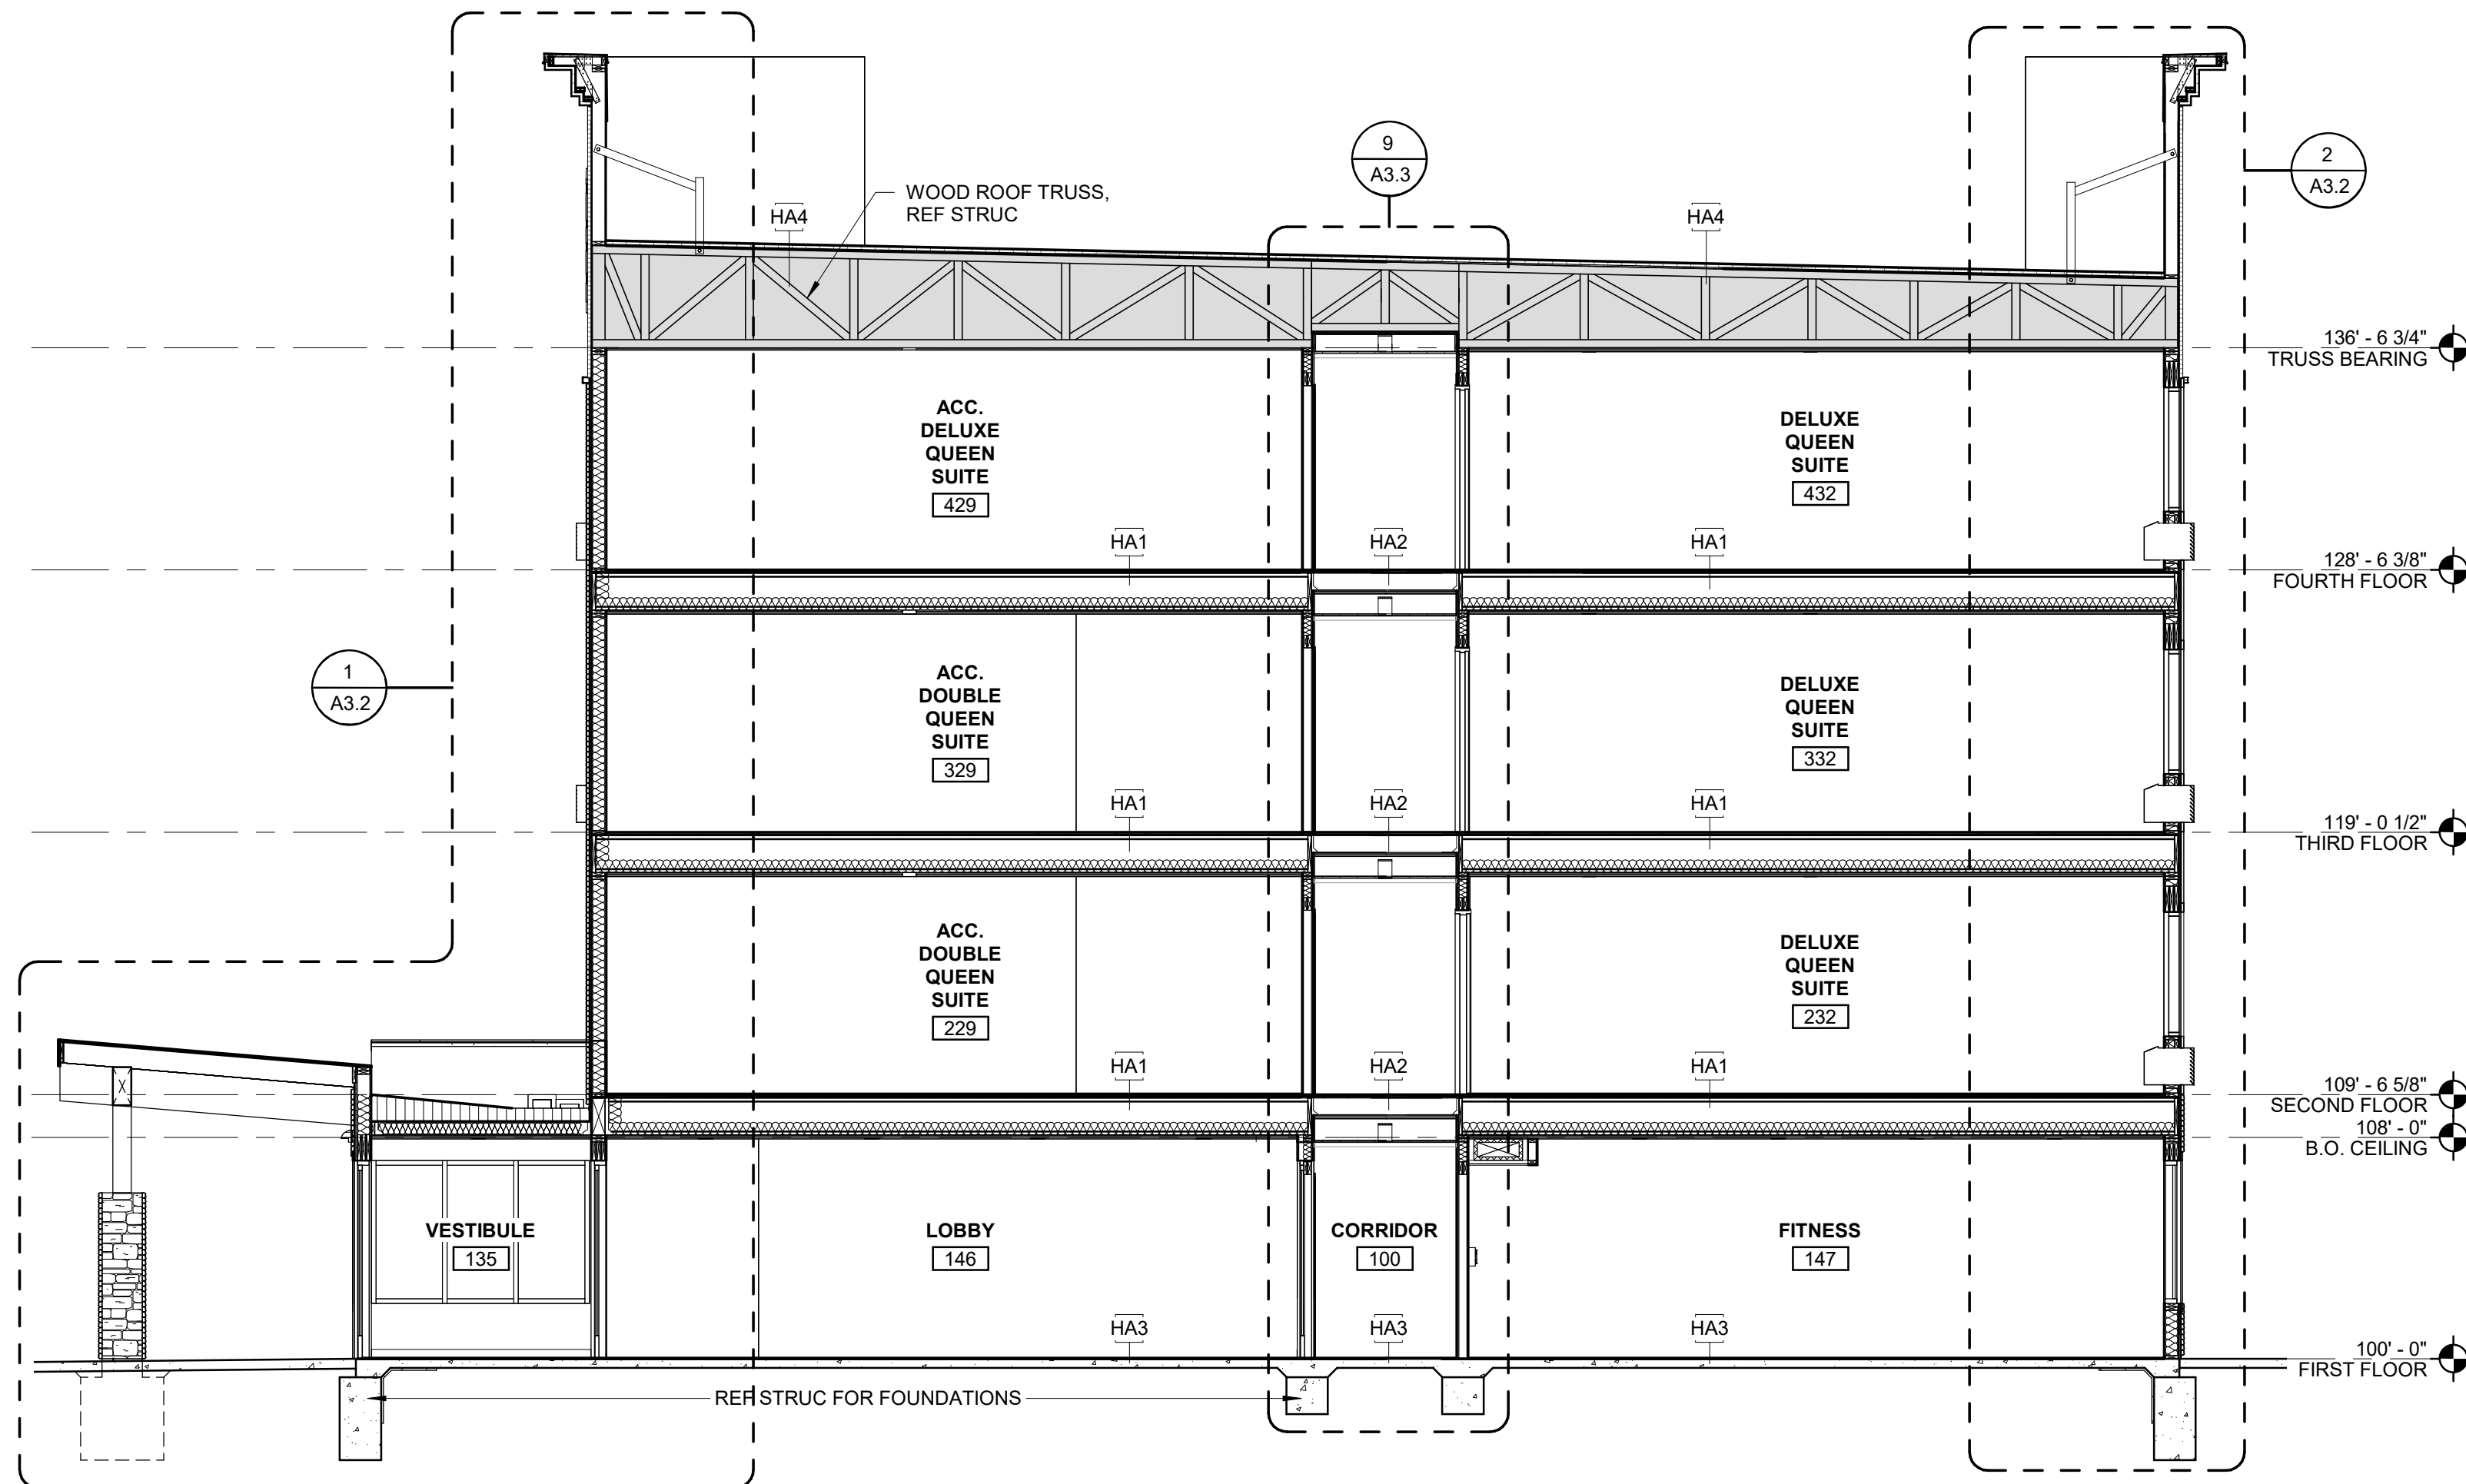 9
A3.3
2
A3.2
WOOD ROOF TRUSS,
REF STRUC
HA4
HA4
136' - 6 3/4"
TRUSS BEARING
ACC.
DELUXE
QUEEN
SUITE
429
DELUXE
QUEEN
SUITE
432
HA1
HA2
HA1
128' - 6 3/8"
FOURTH FLOOR
1
A3.2
ACC.
DOUBLE
QUEEN
SUITE
329
DELUXE
QUEEN
SUITE
332
HA1
HA2
HA1
119' - 0 1/2"
THIRD FLOOR
ACC.
DOUBLE
QUEEN
SUITE
229
DELUXE
QUEEN
SUITE
232
HA1
HA2
HA1
109' - 6 5/8"
SECOND FLOOR
108' - 0"
B.O. CEILING
VESTIBULE
135
LOBBY
146
CORRIDOR
100
FITNESS
147
HA3
HA3
HA3
100' - 0"
FIRST FLOOR
REF STRUC FOR FOUNDATIONS